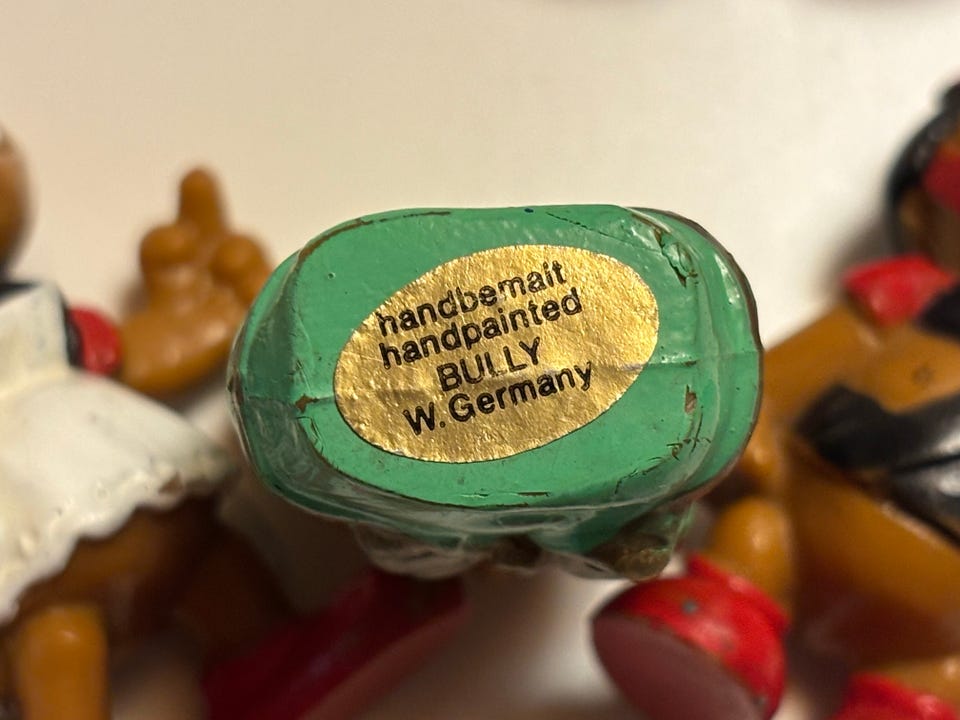 handbemalt
handpainted
BULLY
W. Germany